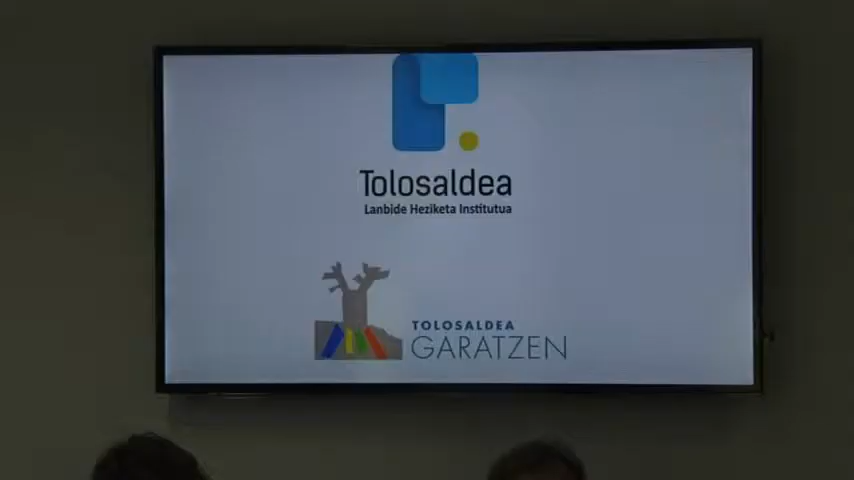 Tolosaldea
Lanbide Heziketa Institutua
TOLOSALDEA
GARATZEN